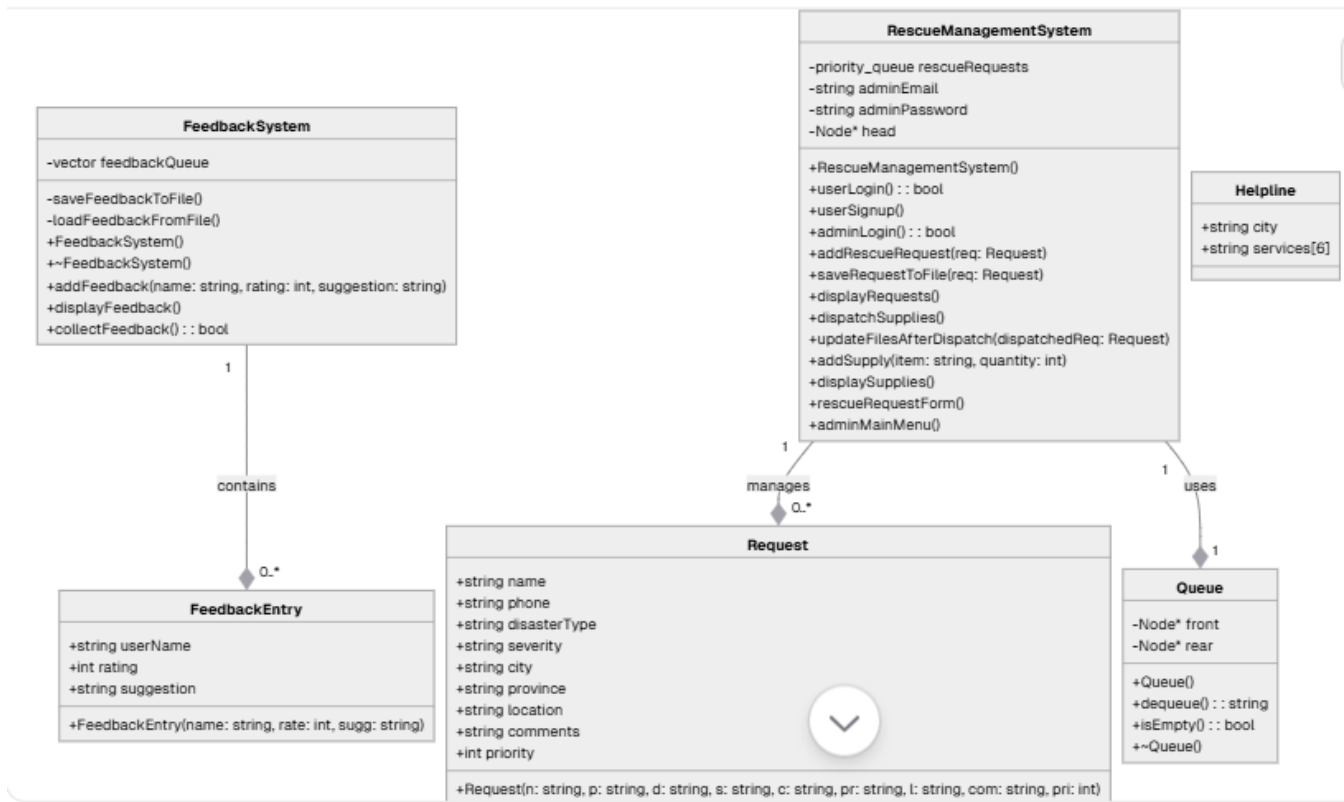 RescueManagementSystem
-priority_queue rescueRequests
-string adminEmail
-string adminPassword
-Node* head
+RescueManagementSystem()
+userLogin() : : bool
+userSignup()
+adminLogin() : : bool
+addRescueRequest(req: Request)
+saveRequestToFile(req: Request)
+displayRequests()
+dispatchSupplies()
+updateFilesAfterDispatch(dispatchedReq: Request)
+addSupply(item: string, quantity: int)
+displaySupplies()
+rescueRequestForm()
+adminMainMenu()
FeedbackSystem
-vector feedbackQueue
-saveFeedbackToFile()
-loadFeedbackFromFile()
+FeedbackSystem()
+~FeedbackSystem()
+addFeedback(name: string, rating: int, suggestion: string)
+displayFeedback()
+collectFeedback() : : bool
Helpline
+string city
+string services[6]
1
contains
0..*
1
manages
0..*
1
uses
1
FeedbackEntry
+string userName
+int rating
+string suggestion
+FeedbackEntry(name: string, rate: int, sugg: string)
Request
+string name
+string phone
+string disasterType
+string severity
+string city
+string province
+string location
+string comments
+int priority
+Request(n: string, p: string, d: string, s: string, c: string, pr: string, l: string, com: string, pri: int)
Queue
-Node* front
-Node* rear
+Queue()
+dequeue() : : string
+isEmpty() : : bool
+~Queue()